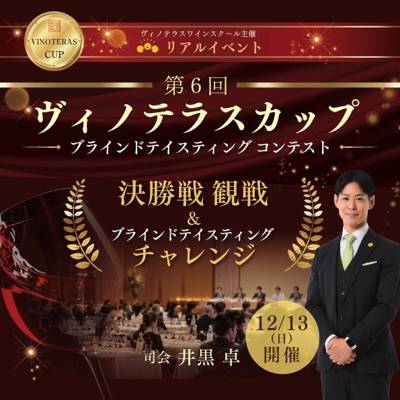 VINOTERAS
CUP
ヴィノテラスワインスクール主催
リアルイベント
第6回
ヴィノテラスカップ
ブラインドテイスティング コンテスト
決勝戦 観戦
&
ブラインドテイスティング
チャレンジ
12/13
(日)
開催
司会 井黒 卓